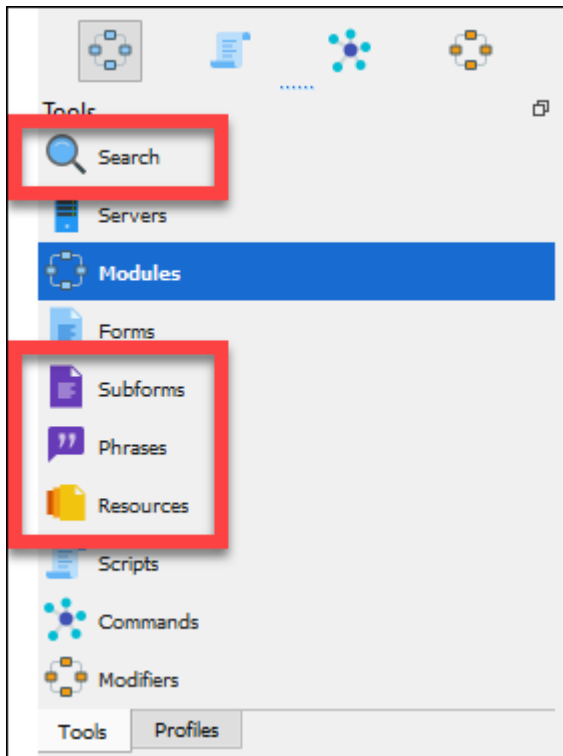 Tools
Search
Servers
Modules
Forms
Subforms
Phrases
Resources
Scripts
Commands
Modifiers
Tools Profiles